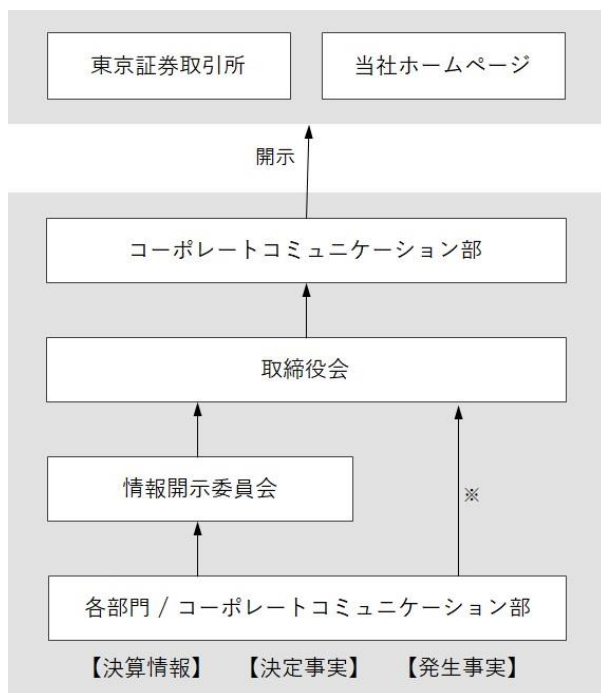 東京証券取引所
当社ホームページ
開示
コーポレートコミュニケーション部
取締役会
情報開示委員会
※
各部門 / コーポレートコミュニケーション部
【決算情報】 【決定事実】 【発生事実】